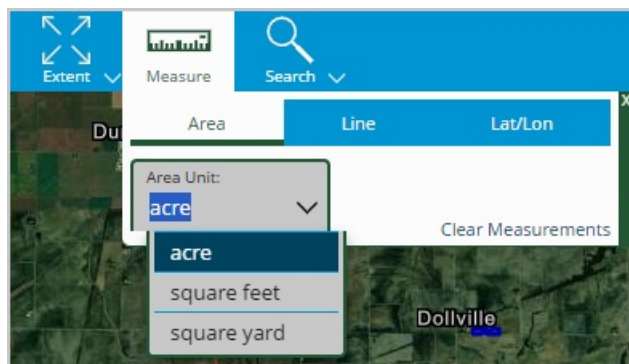 Extent
Measure
Search
Area
Line
Lat/Lon
X
Area Unit:
acre
Clear Measurements
acre
square feet
square yard
Dollville